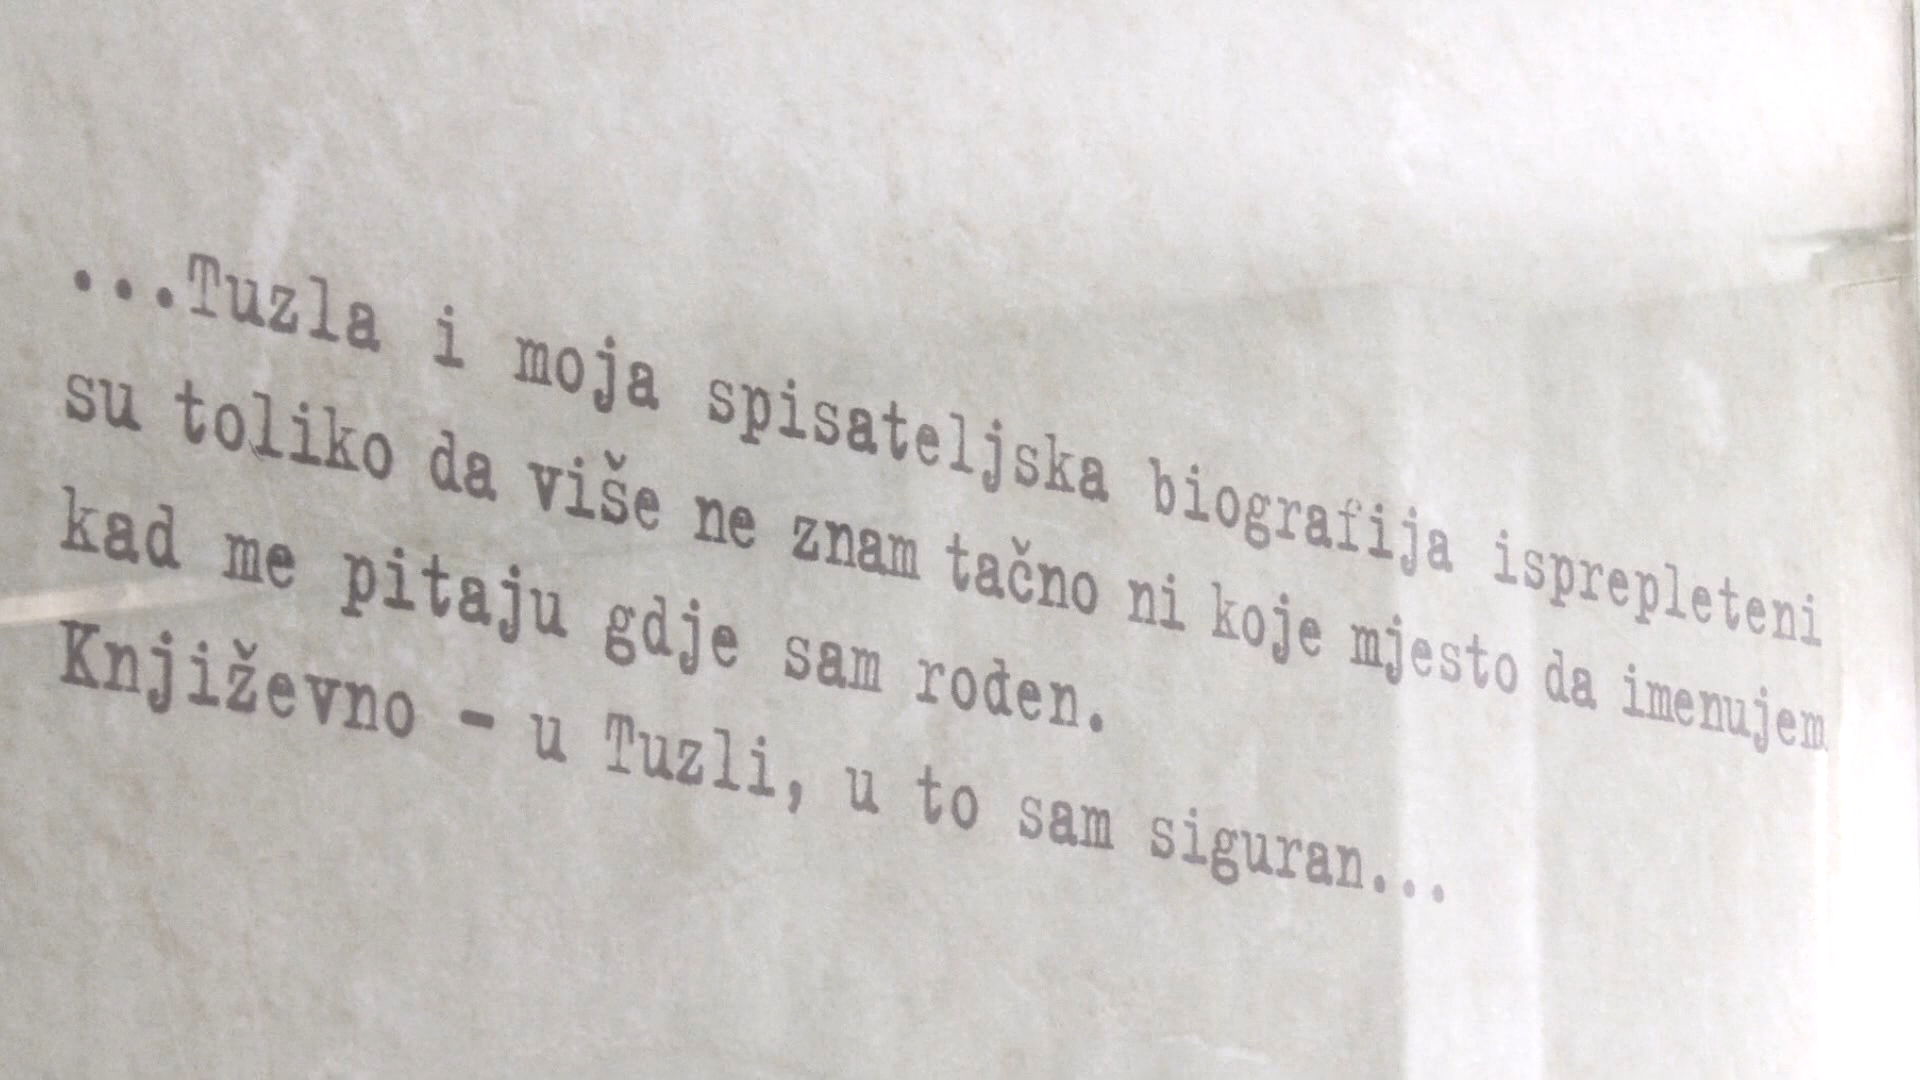 ...Tuzla i moja spisateljska biografija isprepleteni
su toliko da više ne znam tačno ni koje mjesto da imenujem
kad me pitaju gdje sam rođen.
Književno - u Tuzli, u to sam siguran...